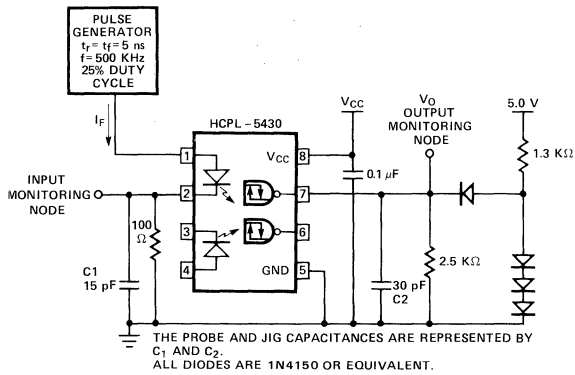 PULSE
GENERATOR
tr = tf = 5 ns
f = 500 KHz
25% DUTY
CYCLE
IF
HCPL - 5430
VCC
VO
OUTPUT
MONITORING
NODE
5.0 V
1.3 KΩ
1
VCC
8
0.1 µF
INPUT
MONITORING
NODE
2
7
100
Ω
3
6
2.5 KΩ
C1
15 pF
4
GND
5
30 pF
C2
THE PROBE AND JIG CAPACITANCES ARE REPRESENTED BY
C1 AND C2.
ALL DIODES ARE 1N4150 OR EQUIVALENT.